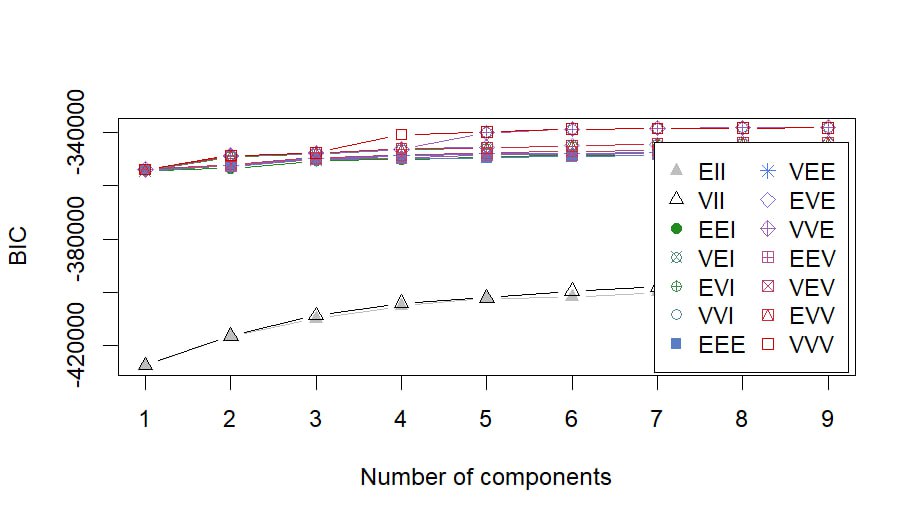 -340000
-380000
-420000
BIC
EII
VII
EEI
VEI
EVI
VVI
EEE
VEE
EVE
VVE
EEV
VEV
EVV
VVV
1 2 3 4 5 6 7 8 9
Number of components